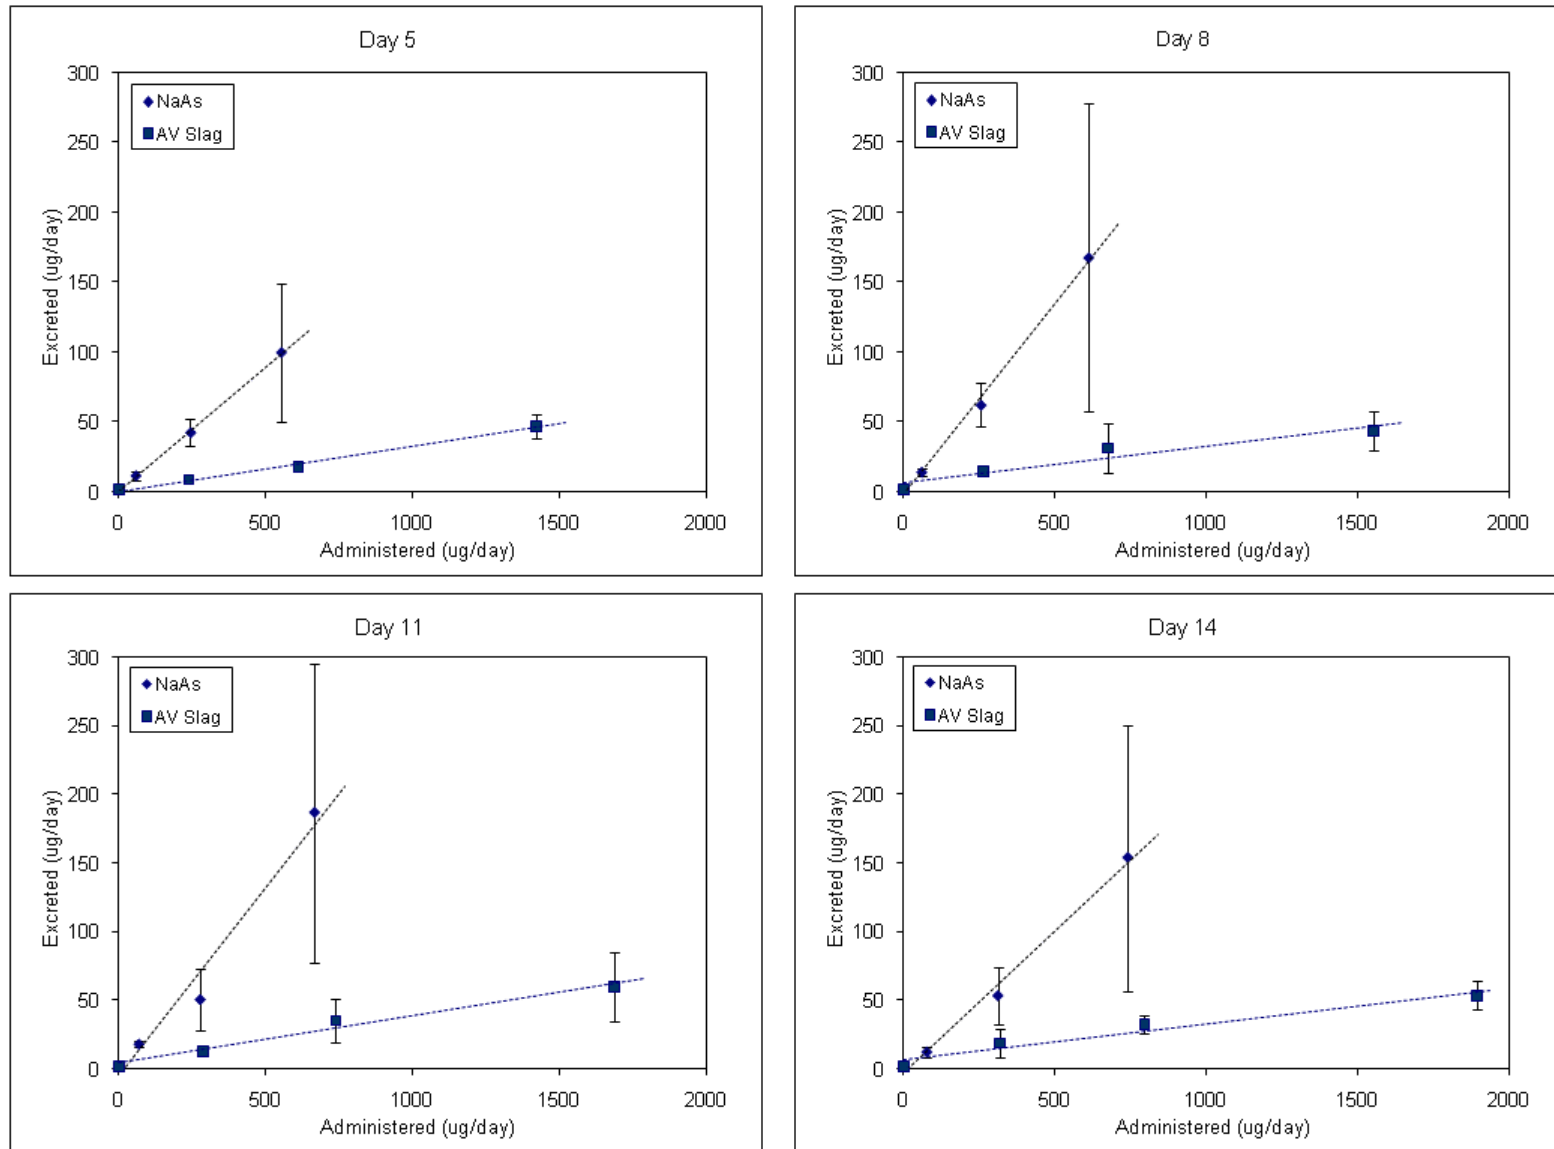 Day 5
300
250
200
150
100
50
0
Excreted (ug/day)
NaAs
AV Slag
0 500 1000 1500 2000
Administered (ug/day)
Day 8
300
250
200
150
100
50
0
Excreted (ug/day)
NaAs
AV Slag
0 500 1000 1500 2000
Administered (ug/day)
Day 11
300
250
200
150
100
50
0
Excreted (ug/day)
NaAs
AV Slag
0 500 1000 1500 2000
Administered (ug/day)
Day 14
300
250
200
150
100
50
0
Excreted (ug/day)
NaAs
AV Slag
0 500 1000 1500 2000
Administered (ug/day)